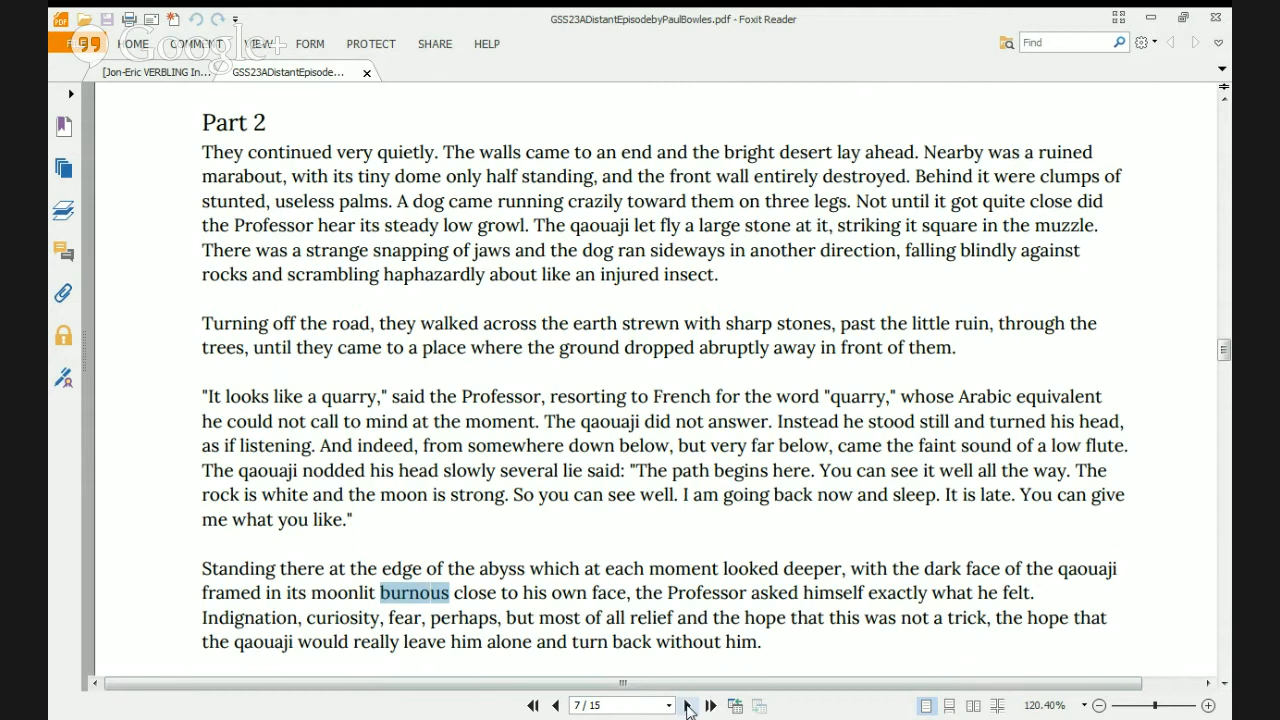 GSS23ADistantEpisodebyPaulBowles.pdf - Foxit Reader
Google+
HOME COMMENT VIEW FORM PROTECT SHARE HELP
Find
[Jon-Eric VERBLING In... GSS23ADistantEpisode...
Part 2
They continued very quietly. The walls came to an end and the bright desert lay ahead. Nearby was a ruined
marabout, with its tiny dome only half standing, and the front wall entirely destroyed. Behind it were clumps of
stunted, useless palms. A dog came running crazily toward them on three legs. Not until it got quite close did
the Professor hear its steady low growl. The qaouaji let fly a large stone at it, striking it square in the muzzle.
There was a strange snapping of jaws and the dog ran sideways in another direction, falling blindly against
rocks and scrambling haphazardly about like an injured insect.
Turning off the road, they walked across the earth strewn with sharp stones, past the little ruin, through the
trees, until they came to a place where the ground dropped abruptly away in front of them.
"It looks like a quarry," said the Professor, resorting to French for the word "quarry," whose Arabic equivalent
he could not call to mind at the moment. The qaouaji did not answer. Instead he stood still and turned his head,
as if listening. And indeed, from somewhere down below, but very far below, came the faint sound of a low flute.
The qaouaji nodded his head slowly several lie said: "The path begins here. You can see it well all the way. The
rock is white and the moon is strong. So you can see well. I am going back now and sleep. It is late. You can give
me what you like."
Standing there at the edge of the abyss which at each moment looked deeper, with the dark face of the qaouaji
framed in its moonlit burnous close to his own face, the Professor asked himself exactly what he felt.
Indignation, curiosity, fear, perhaps, but most of all relief and the hope that this was not a trick, the hope that
the qaouaji would really leave him alone and turn back without him.
7 / 15
120.40%